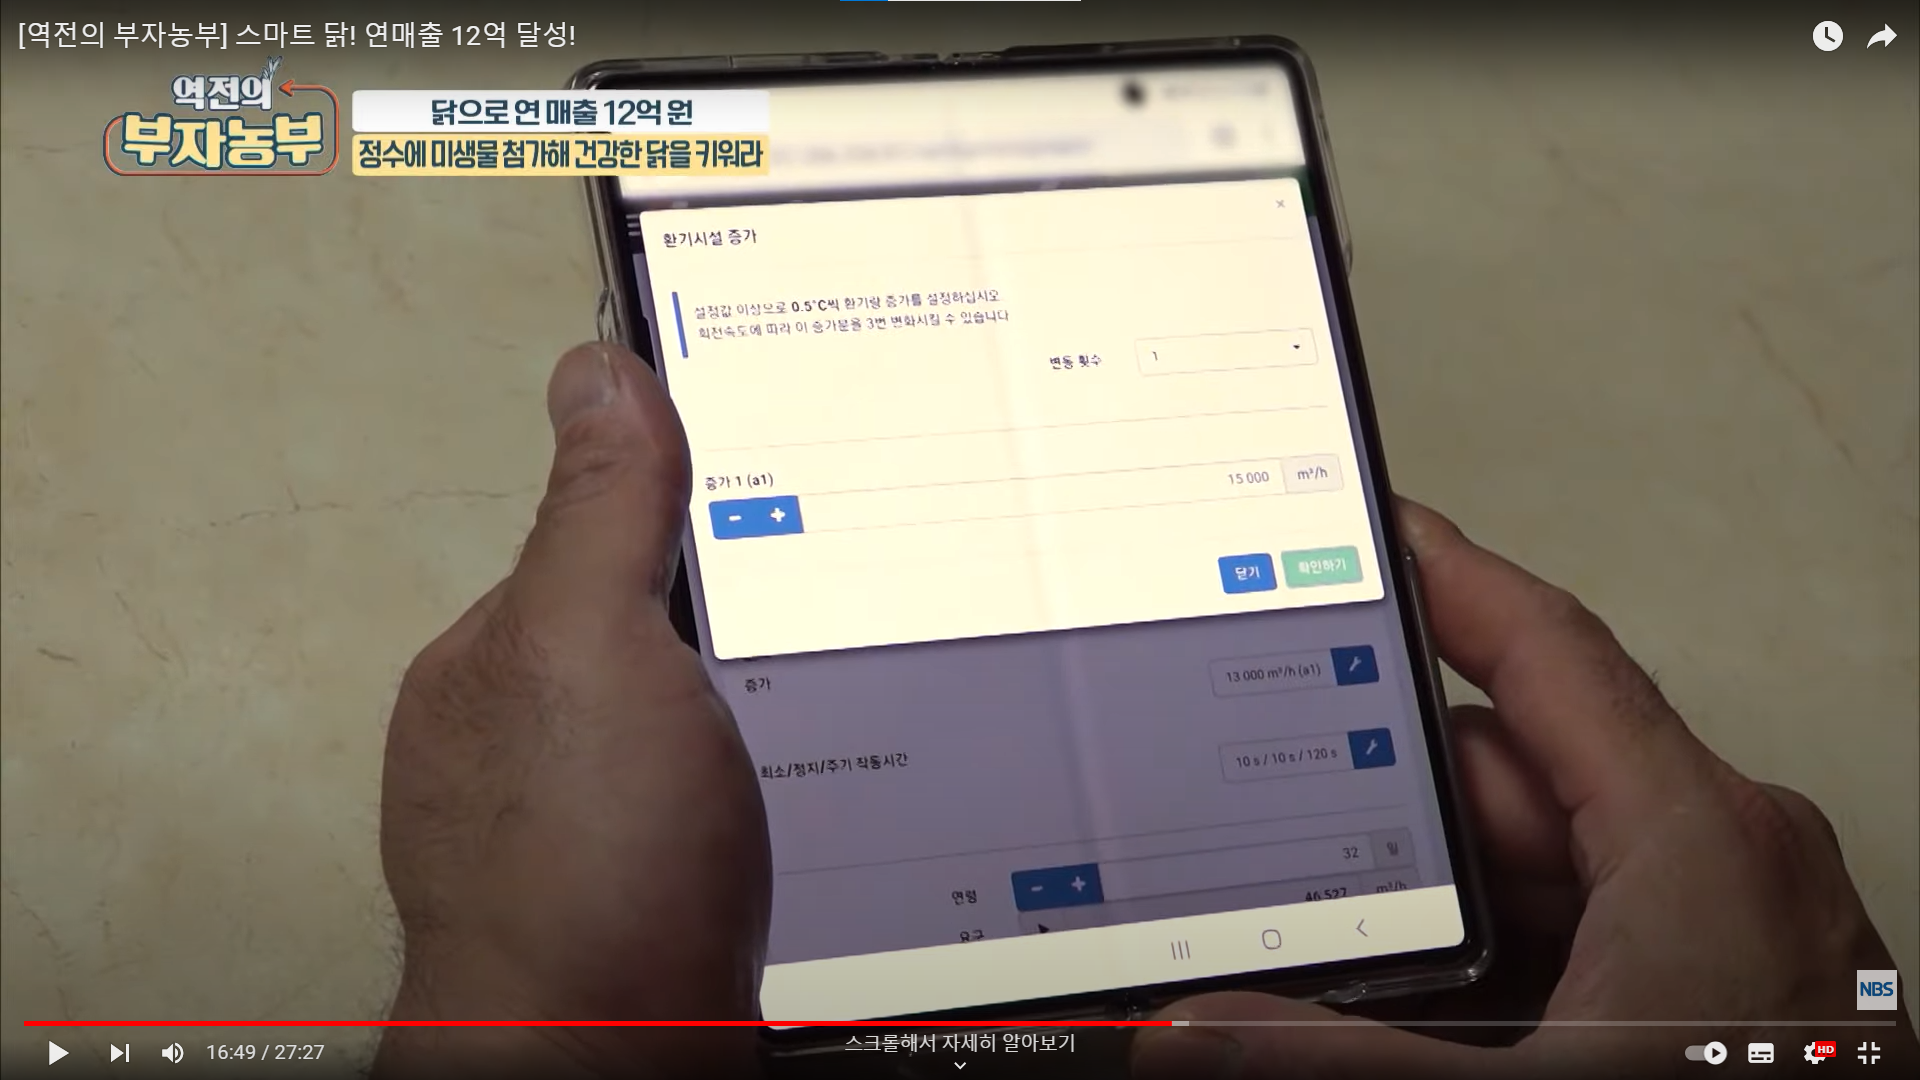 [역전의 부자농부] 스마트 닭! 연매출 12억 달성!
역전의
부자농부
닭으로 연 매출 12억 원
정수에 미생물 첨가해 건강한 닭을 키워라
환기시설 증가
설정값 이상으로 0.5°C씩 환기량 증가를 설정하십시오
회전속도에 따라 이 증가분을 3번 변화시킬 수 있습니다
변동 횟수 1
증가 1 (a1)
15 000 m³/h
- +
닫기 확인하기
증가 13 000 m³/h (a1)
최소/정지/주기 작동시간 10 s / 10 s / 120 s
연령 - + 32 일
요구 46 527 m³/h
NBS
16:49 / 27:27
스크롤해서 자세히 알아보기
HD